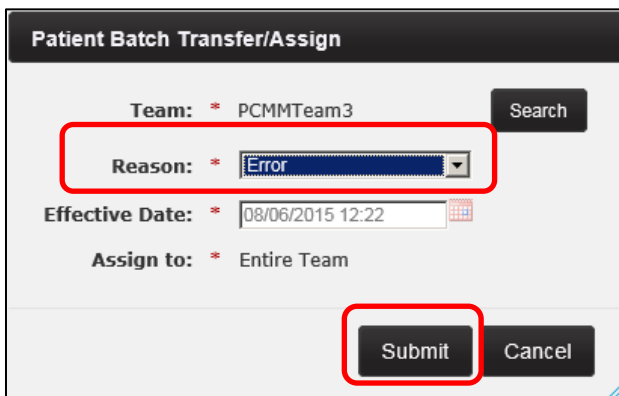 Patient Batch Transfer/Assign
Team: * PCMMTeam3 Search
Reason: * Error
Effective Date: * 08/06/2015 12:22
Assign to: * Entire Team
Submit Cancel